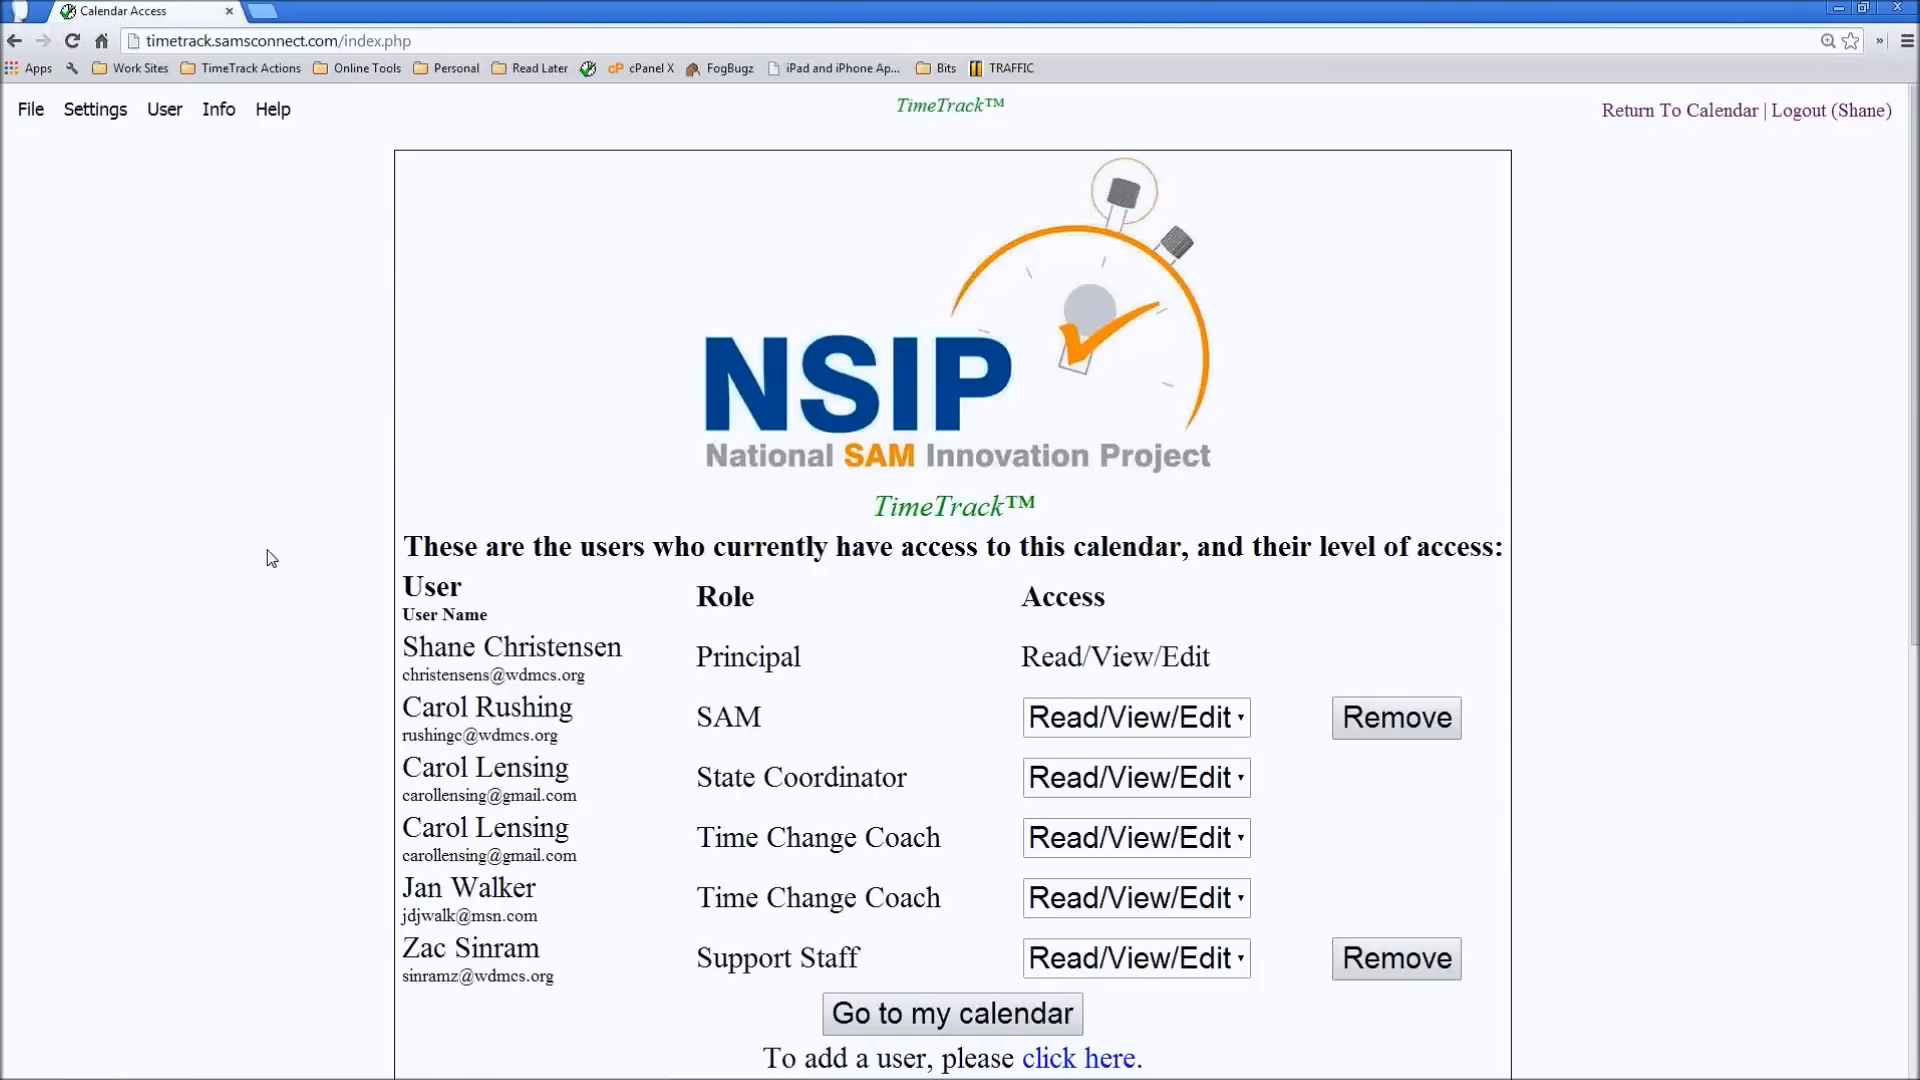 Calendar Access
timetrack.samsconnect.com/index.php
Apps Work Sites TimeTrack Actions Online Tools Personal Read Later cP cPanel X FogBugz iPad and iPhone Ap... Bits TRAFFIC
File Settings User Info Help
TimeTrack™
Return To Calendar | Logout (Shane)
NSIP
National SAM Innovation Project
TimeTrack™
These are the users who currently have access to this calendar, and their level of access:
User
User Name
Role
Access
Shane Christensen
christensens@wdmcs.org
Principal
Read/View/Edit
Carol Rushing
rushingc@wdmcs.org
SAM
Read/View/Edit
Remove
Carol Lensing
carollensing@gmail.com
State Coordinator
Read/View/Edit
Carol Lensing
carollensing@gmail.com
Time Change Coach
Read/View/Edit
Jan Walker
jdjwalk@msn.com
Time Change Coach
Read/View/Edit
Zac Sinram
sinramz@wdmcs.org
Support Staff
Read/View/Edit
Remove
Go to my calendar
To add a user, please click here.